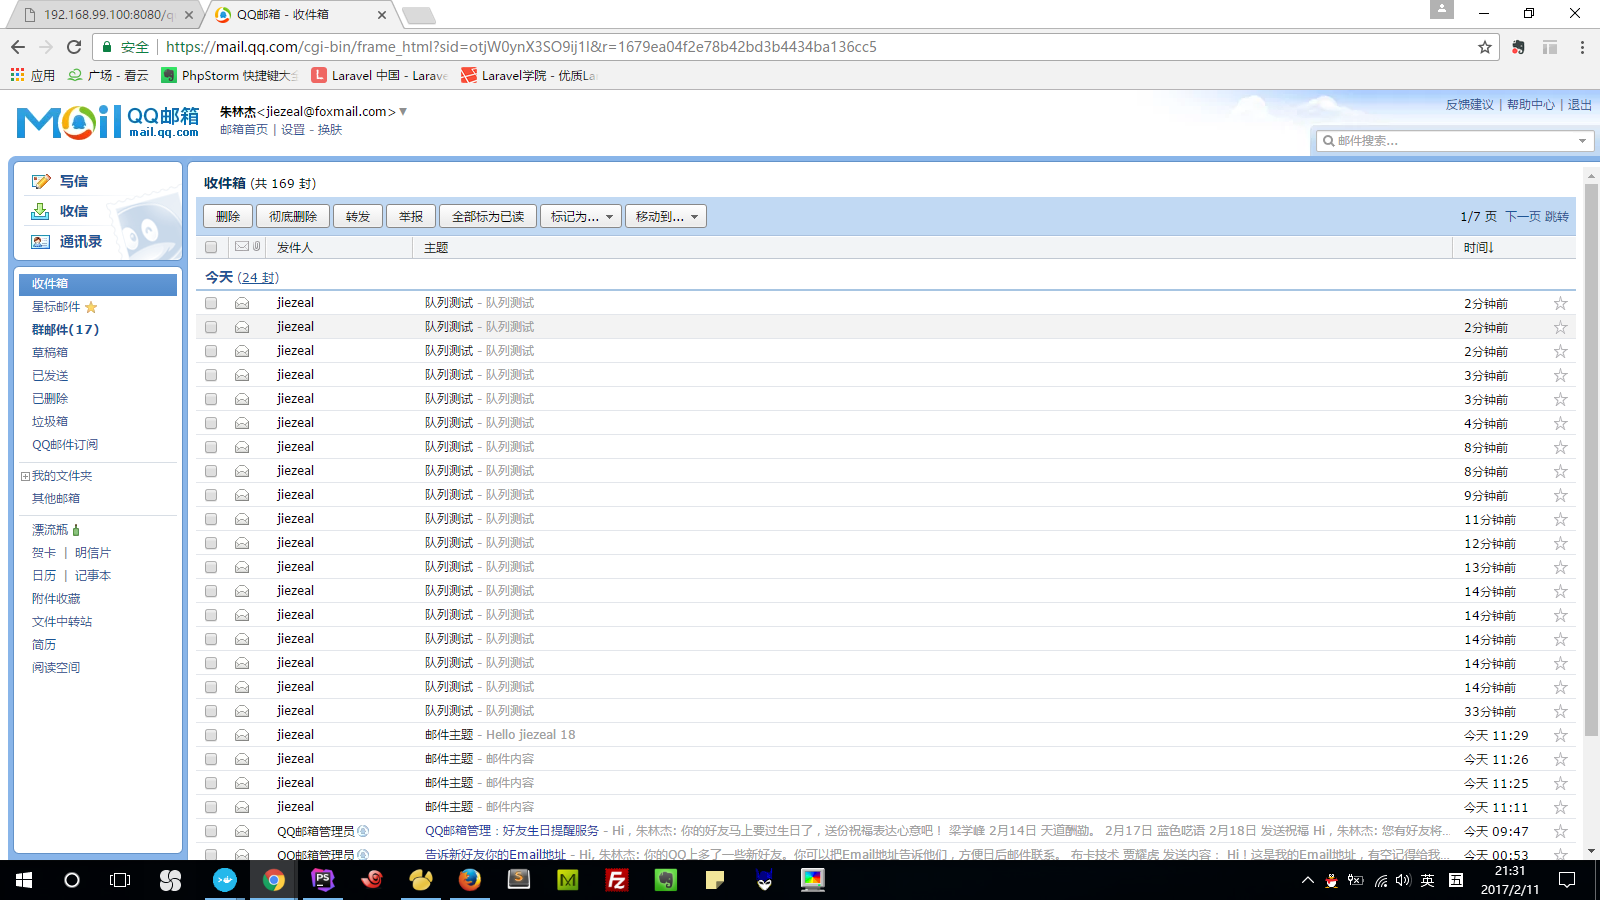 192.168.99.100:8080/q
QQ邮箱 - 收件箱
安全 https://mail.qq.com/cgi-bin/frame_html?sid=otjW0ynX3SO9ij1I&r=1679ea04f2e78b42bd3b4434ba136cc5
应用 广场 - 看云 PhpStorm 快捷键大 Laravel 中国 - Larav Laravel学院 - 优质La
Mail QQ邮箱 mail.qq.com
朱林杰<jiezeal@foxmail.com>
邮箱首页 | 设置 - 换肤
反馈建议 | 帮助中心 | 退出
邮件搜索...
写信
收信
通讯录
收件箱
星标邮件
群邮件(17)
草稿箱
已发送
已删除
垃圾箱
QQ邮件订阅
我的文件夹
其他邮箱
漂流瓶
贺卡 | 明信片
日历 | 记事本
附件收藏
文件中转站
简历
阅读空间
收件箱 (共 169 封)
删除 彻底删除 转发 举报 全部标为已读 标记为... 移动到... 1/7 页 下一页 跳转
发件人 主题 时间↓
今天 (24 封)
jiezeal 队列测试 - 队列测试 2分钟前
jiezeal 队列测试 - 队列测试 2分钟前
jiezeal 队列测试 - 队列测试 2分钟前
jiezeal 队列测试 - 队列测试 3分钟前
jiezeal 队列测试 - 队列测试 3分钟前
jiezeal 队列测试 - 队列测试 4分钟前
jiezeal 队列测试 - 队列测试 8分钟前
jiezeal 队列测试 - 队列测试 8分钟前
jiezeal 队列测试 - 队列测试 9分钟前
jiezeal 队列测试 - 队列测试 11分钟前
jiezeal 队列测试 - 队列测试 12分钟前
jiezeal 队列测试 - 队列测试 13分钟前
jiezeal 队列测试 - 队列测试 14分钟前
jiezeal 队列测试 - 队列测试 14分钟前
jiezeal 队列测试 - 队列测试 14分钟前
jiezeal 队列测试 - 队列测试 14分钟前
jiezeal 队列测试 - 队列测试 14分钟前
jiezeal 队列测试 - 队列测试 33分钟前
jiezeal 邮件主题 - Hello jiezeal 18 今天 11:29
jiezeal 邮件主题 - 邮件内容 今天 11:26
jiezeal 邮件主题 - 邮件内容 今天 11:25
jiezeal 邮件主题 - 邮件内容 今天 11:11
QQ邮箱管理员 QQ邮箱管理：好友生日提醒服务 - Hi，朱林杰: 你的好友马上要过生日了，送份祝福表达心意吧！ 梁学峰 2月14日 天道酬勤。 2月17日 蓝色呓语 2月18日 发送祝福 Hi，朱林杰: 您有好友将... 今天 09:47
QQ邮箱管理员 告诉新好友你的Email地址 - Hi, 朱林杰: 你的QQ上多了一些新好友。你可以把Email地址告诉他们，方便日后邮件联系。 布卡技术 贾耀虎 发送内容： Hi！这是我的Email地址，有空记得给我... 今天 00:53
英 五 21:31
2017/2/11